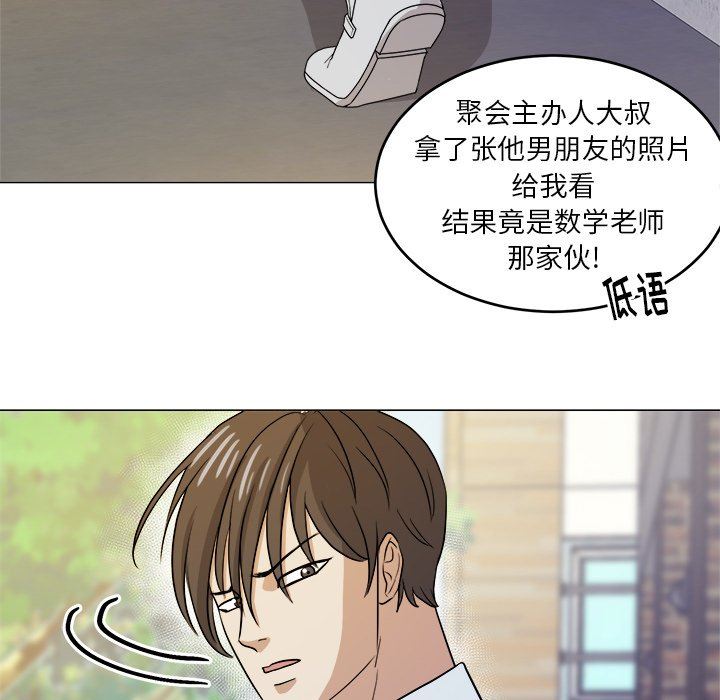 聚会主办人大叔
拿了张他男朋友的照片
给我看
结果竟是数学老师
那家伙!
低语